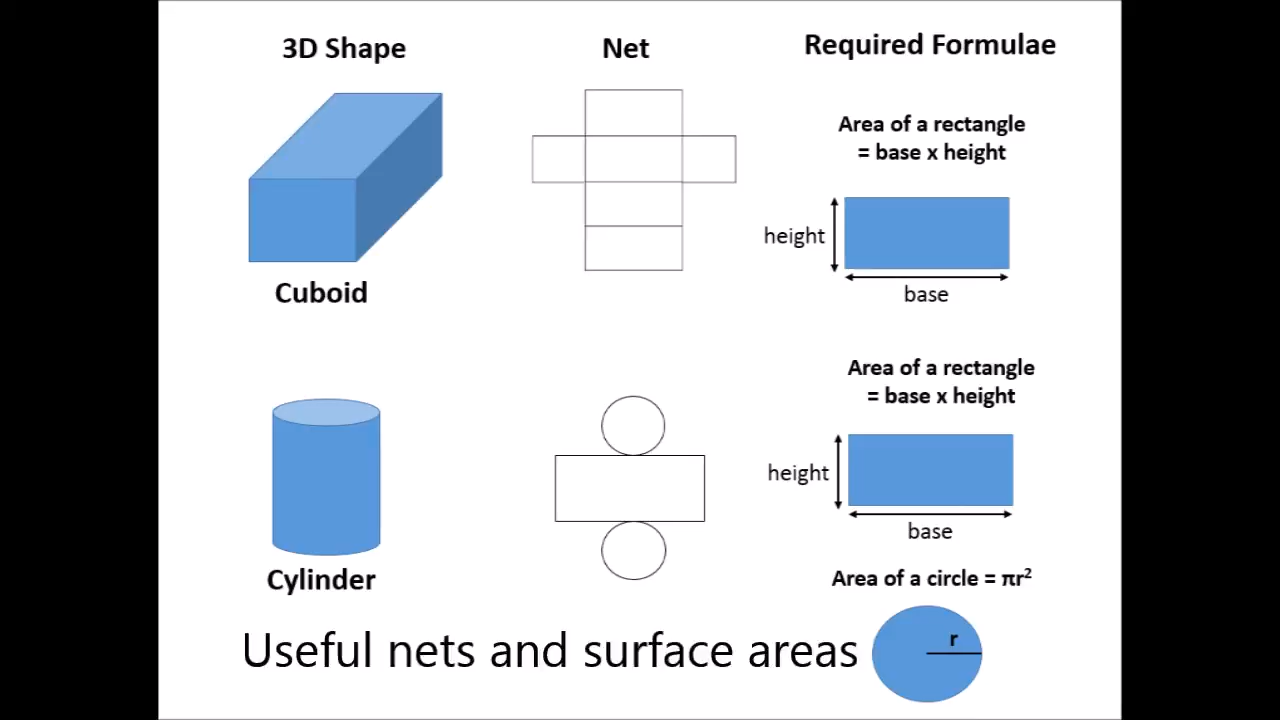 3D Shape
Net
Required Formulae
Area of a rectangle
= base x height
height
base
Cuboid
Area of a rectangle
= base x height
height
base
Cylinder
Area of a circle = πr²
r
Useful nets and surface areas